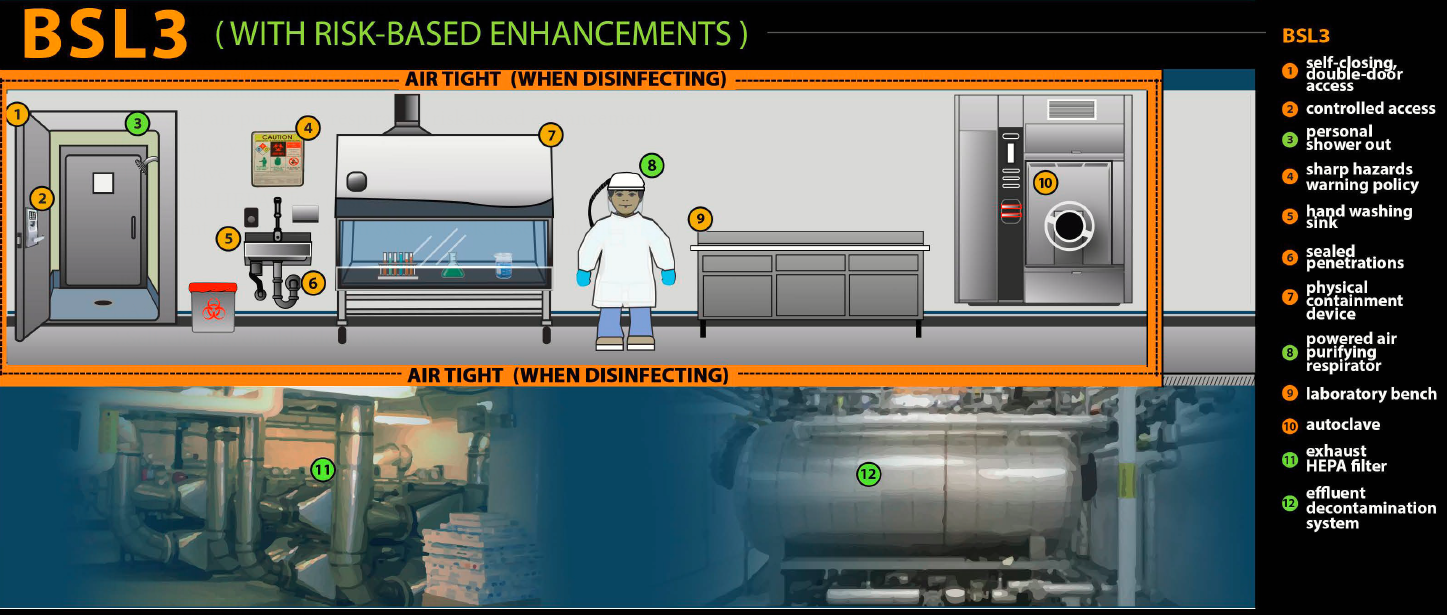 BSL3 ( WITH RISK-BASED ENHANCEMENTS )
AIR TIGHT (WHEN DISINFECTING)
1
2
3
4
CAUTION
5
6
7
8
9
10
AIR TIGHT (WHEN DISINFECTING)
11
12
BSL3
1 self-closing,
double-door
access
2 controlled access
3 personal
shower out
4 sharp hazards
warning policy
5 hand washing
sink
6 sealed
penetrations
7 physical
containment
device
8 powered air
purifying
respirator
9 laboratory bench
10 autoclave
11 exhaust
HEPA filter
12 effluent
decontamination
system